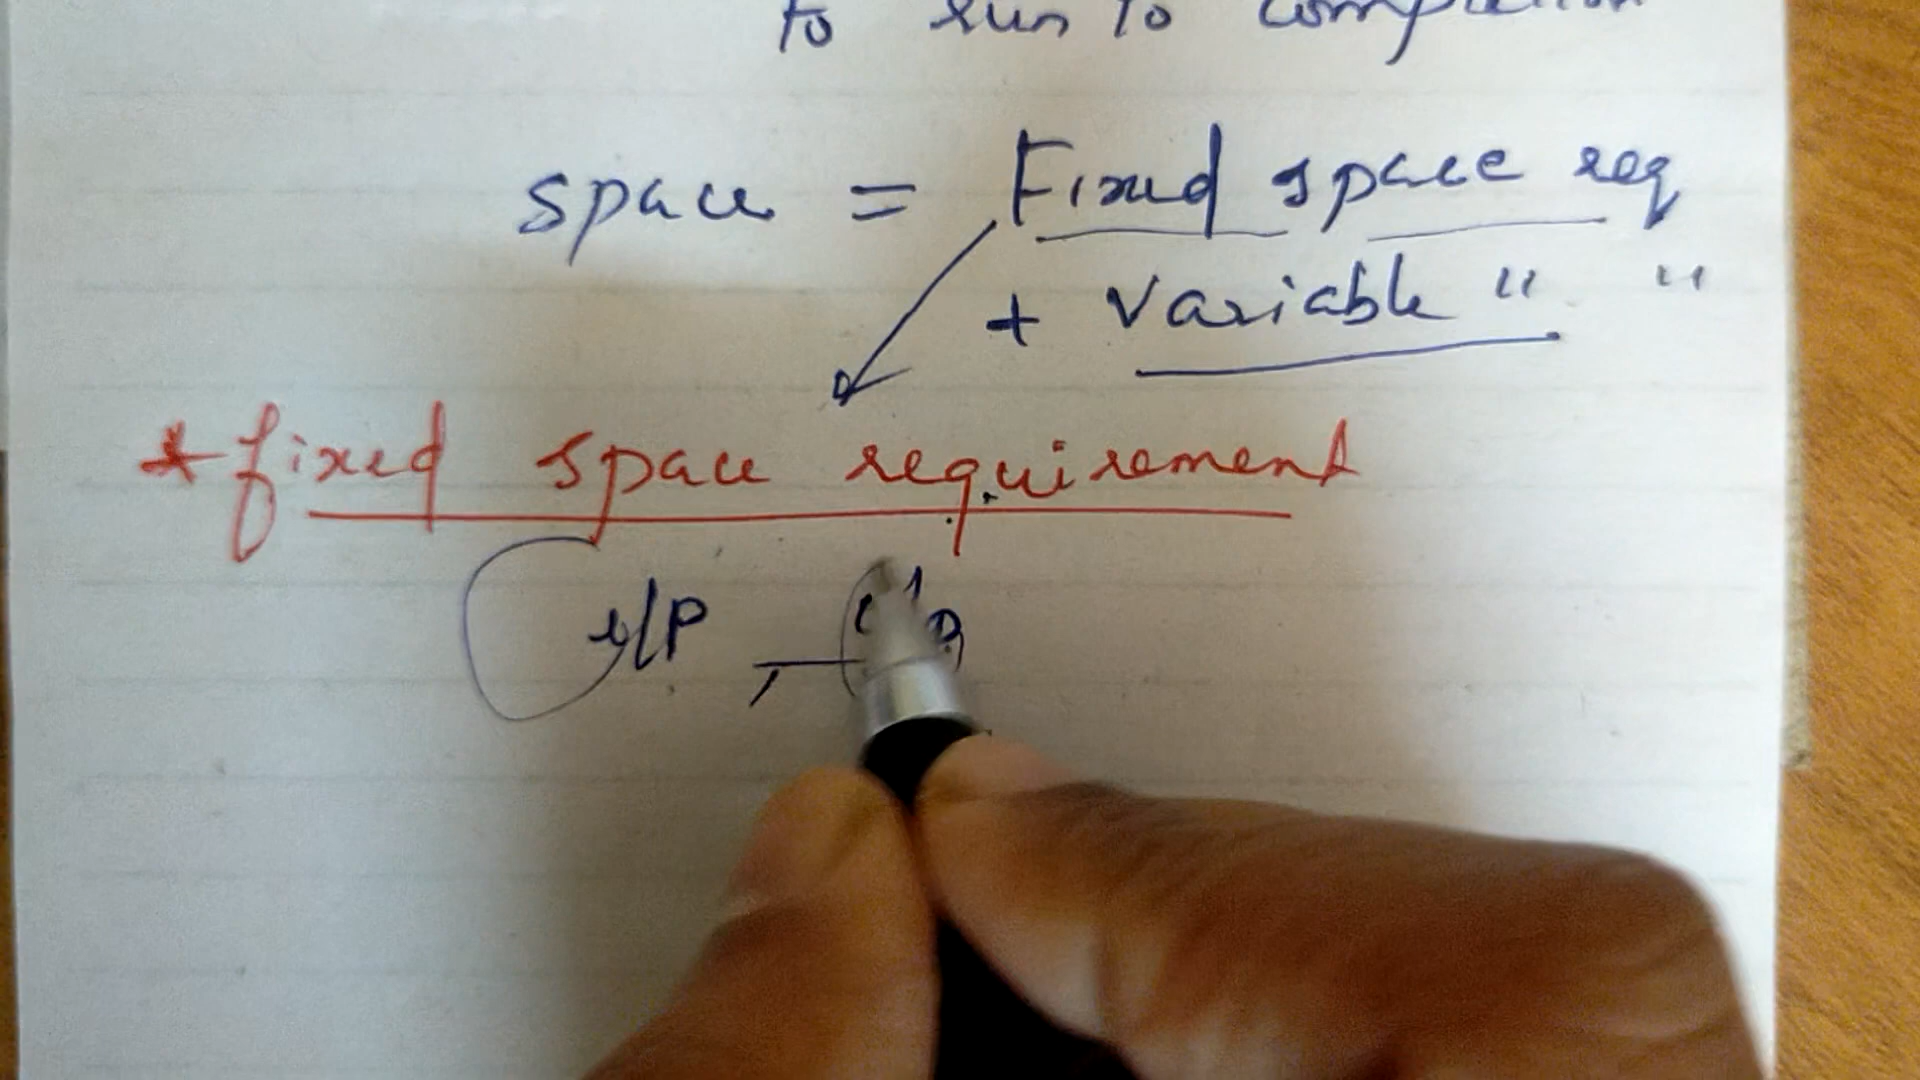 to run to completion
space = Fixed space req
+ Variable " "
* fixed space requirement
i/P